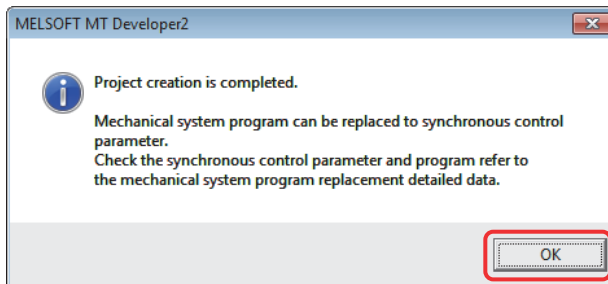 MELSOFT MT Developer2
Project creation is completed.
Mechanical system program can be replaced to synchronous control
parameter.
Check the synchronous control parameter and program refer to
the mechanical system program replacement detailed data.
OK